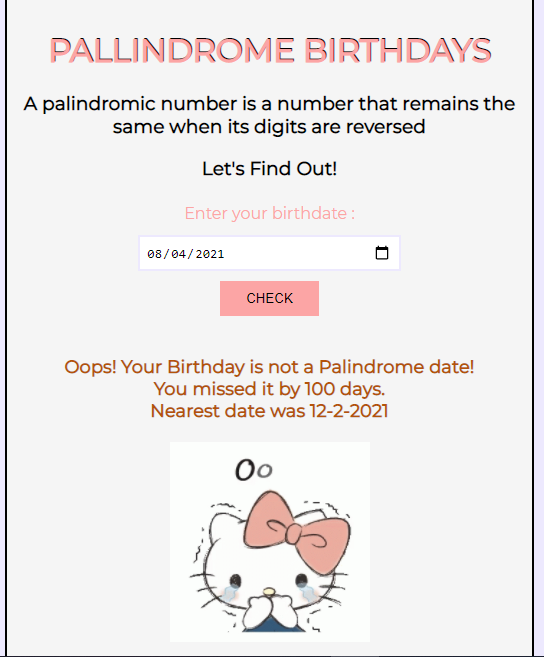 PALLINDROME BIRTHDAYS
A palindromic number is a number that remains the
same when its digits are reversed
Let's Find Out!
Enter your birthdate :
08/04/2021
CHECK
Oops! Your Birthday is not a Palindrome date!
You missed it by 100 days.
Nearest date was 12-2-2021
Oo